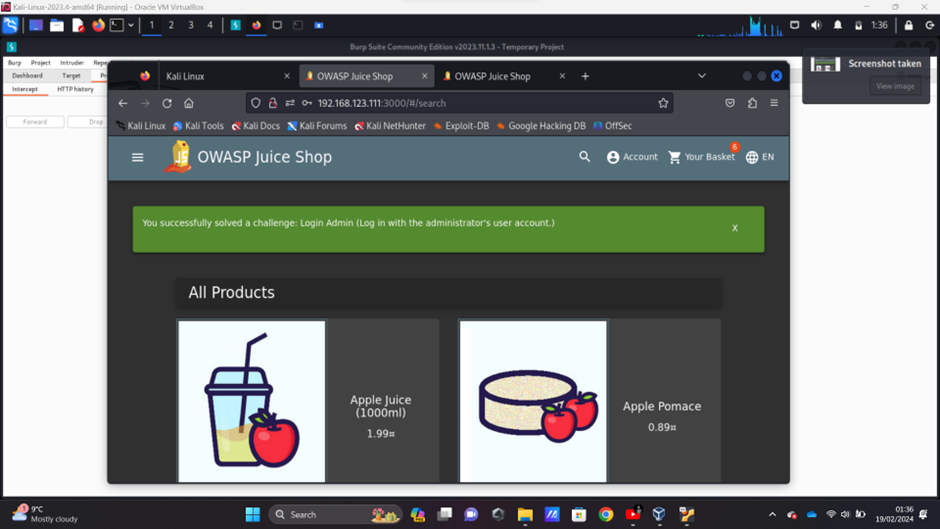 Kali-Linux-2023.4-amd64 [Running] - Oracle VM VirtualBox
1 2 3 4
1:36
Burp Suite Community Edition v2023.11.1.3 - Temporary Project
Burp Project Intruder
Dashboard Target
Intercept HTTP history
Forward Drop
Screenshot taken
View image
Kali Linux
OWASP Juice Shop
OWASP Juice Shop
192.168.123.111:3000/#/search
Kali Linux Kali Tools Kali Docs Kali Forums Kali NetHunter Exploit-DB Google Hacking DB OffSec
JS OWASP Juice Shop Account Your Basket 6 EN
You successfully solved a challenge: Login Admin (Log in with the administrator's user account.) X
All Products
Apple Juice
(1000ml)
1.99¤
Apple Pomace
0.89¤
1
9°C
Mostly cloudy
Search
01:36
19/02/2024